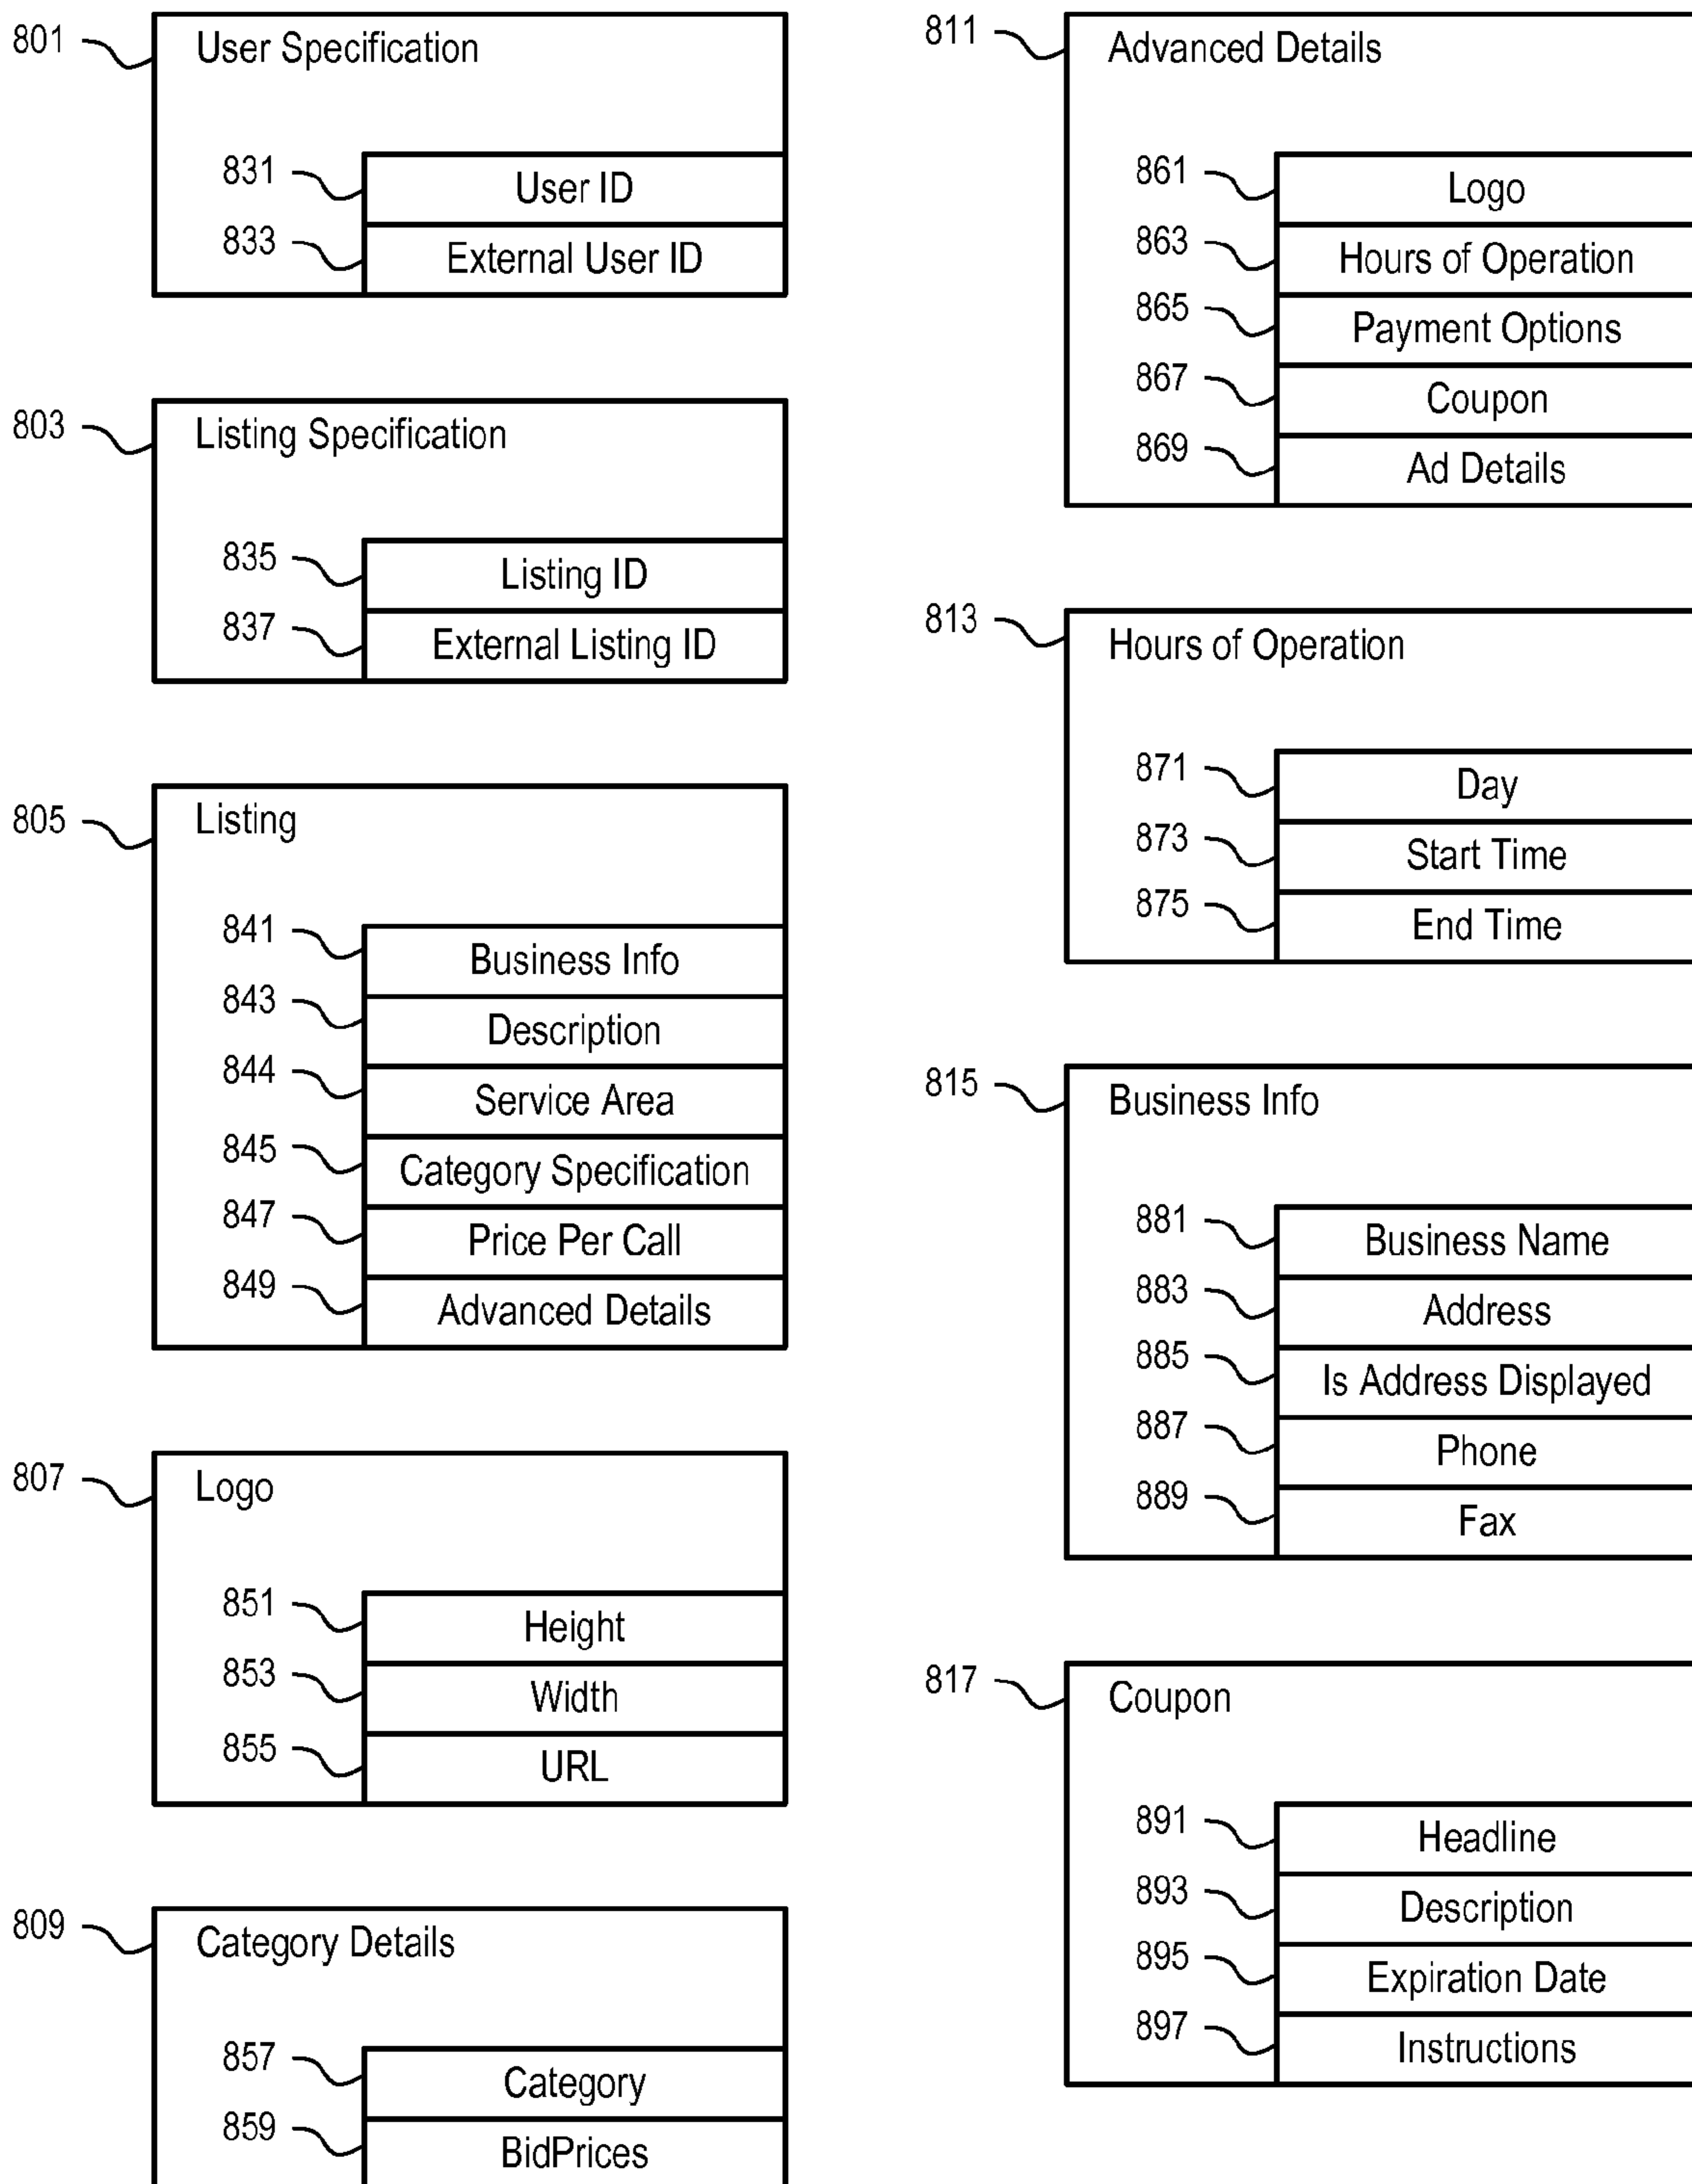 801
User Specification
831
User ID
833
External User ID
803
Listing Specification
835
Listing ID
837
External Listing ID
805
Listing
841
Business Info
843
Description
844
Service Area
845
Category Specification
847
Price Per Call
849
Advanced Details
807
Logo
851
Height
853
Width
855
URL
809
Category Details
857
Category
859
BidPrices
811
Advanced Details
861
Logo
863
Hours of Operation
865
Payment Options
867
Coupon
869
Ad Details
813
Hours of Operation
871
Day
873
Start Time
875
End Time
815
Business Info
881
Business Name
883
Address
885
Is Address Displayed
887
Phone
889
Fax
817
Coupon
891
Headline
893
Description
895
Expiration Date
897
Instructions